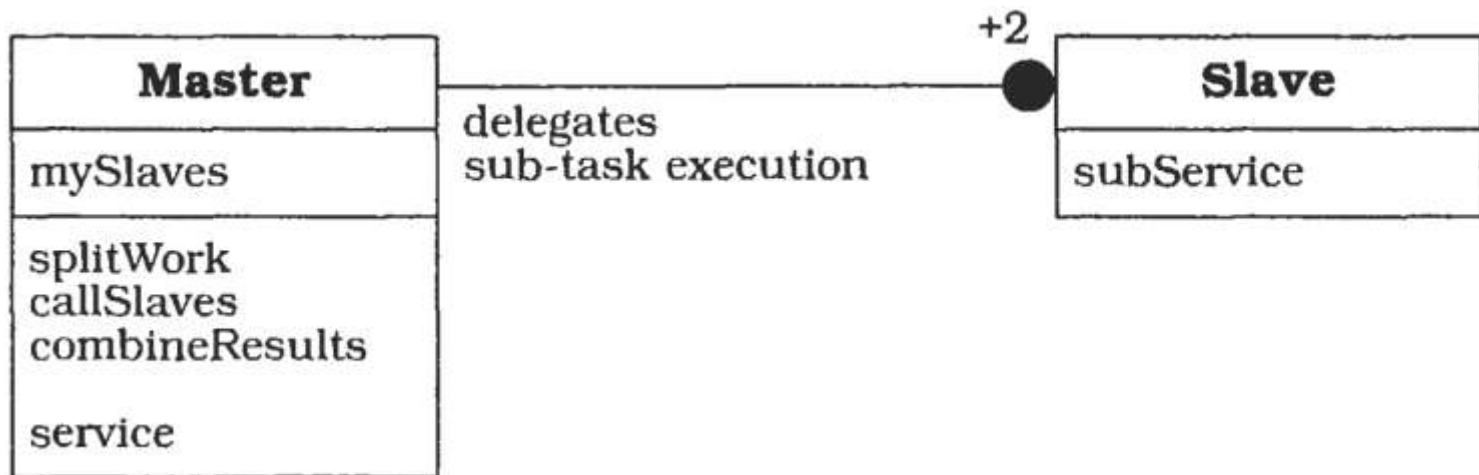 Master
mySlaves
splitWork
callSlaves
combineResults
service
delegates
sub-task execution
+2
Slave
subService